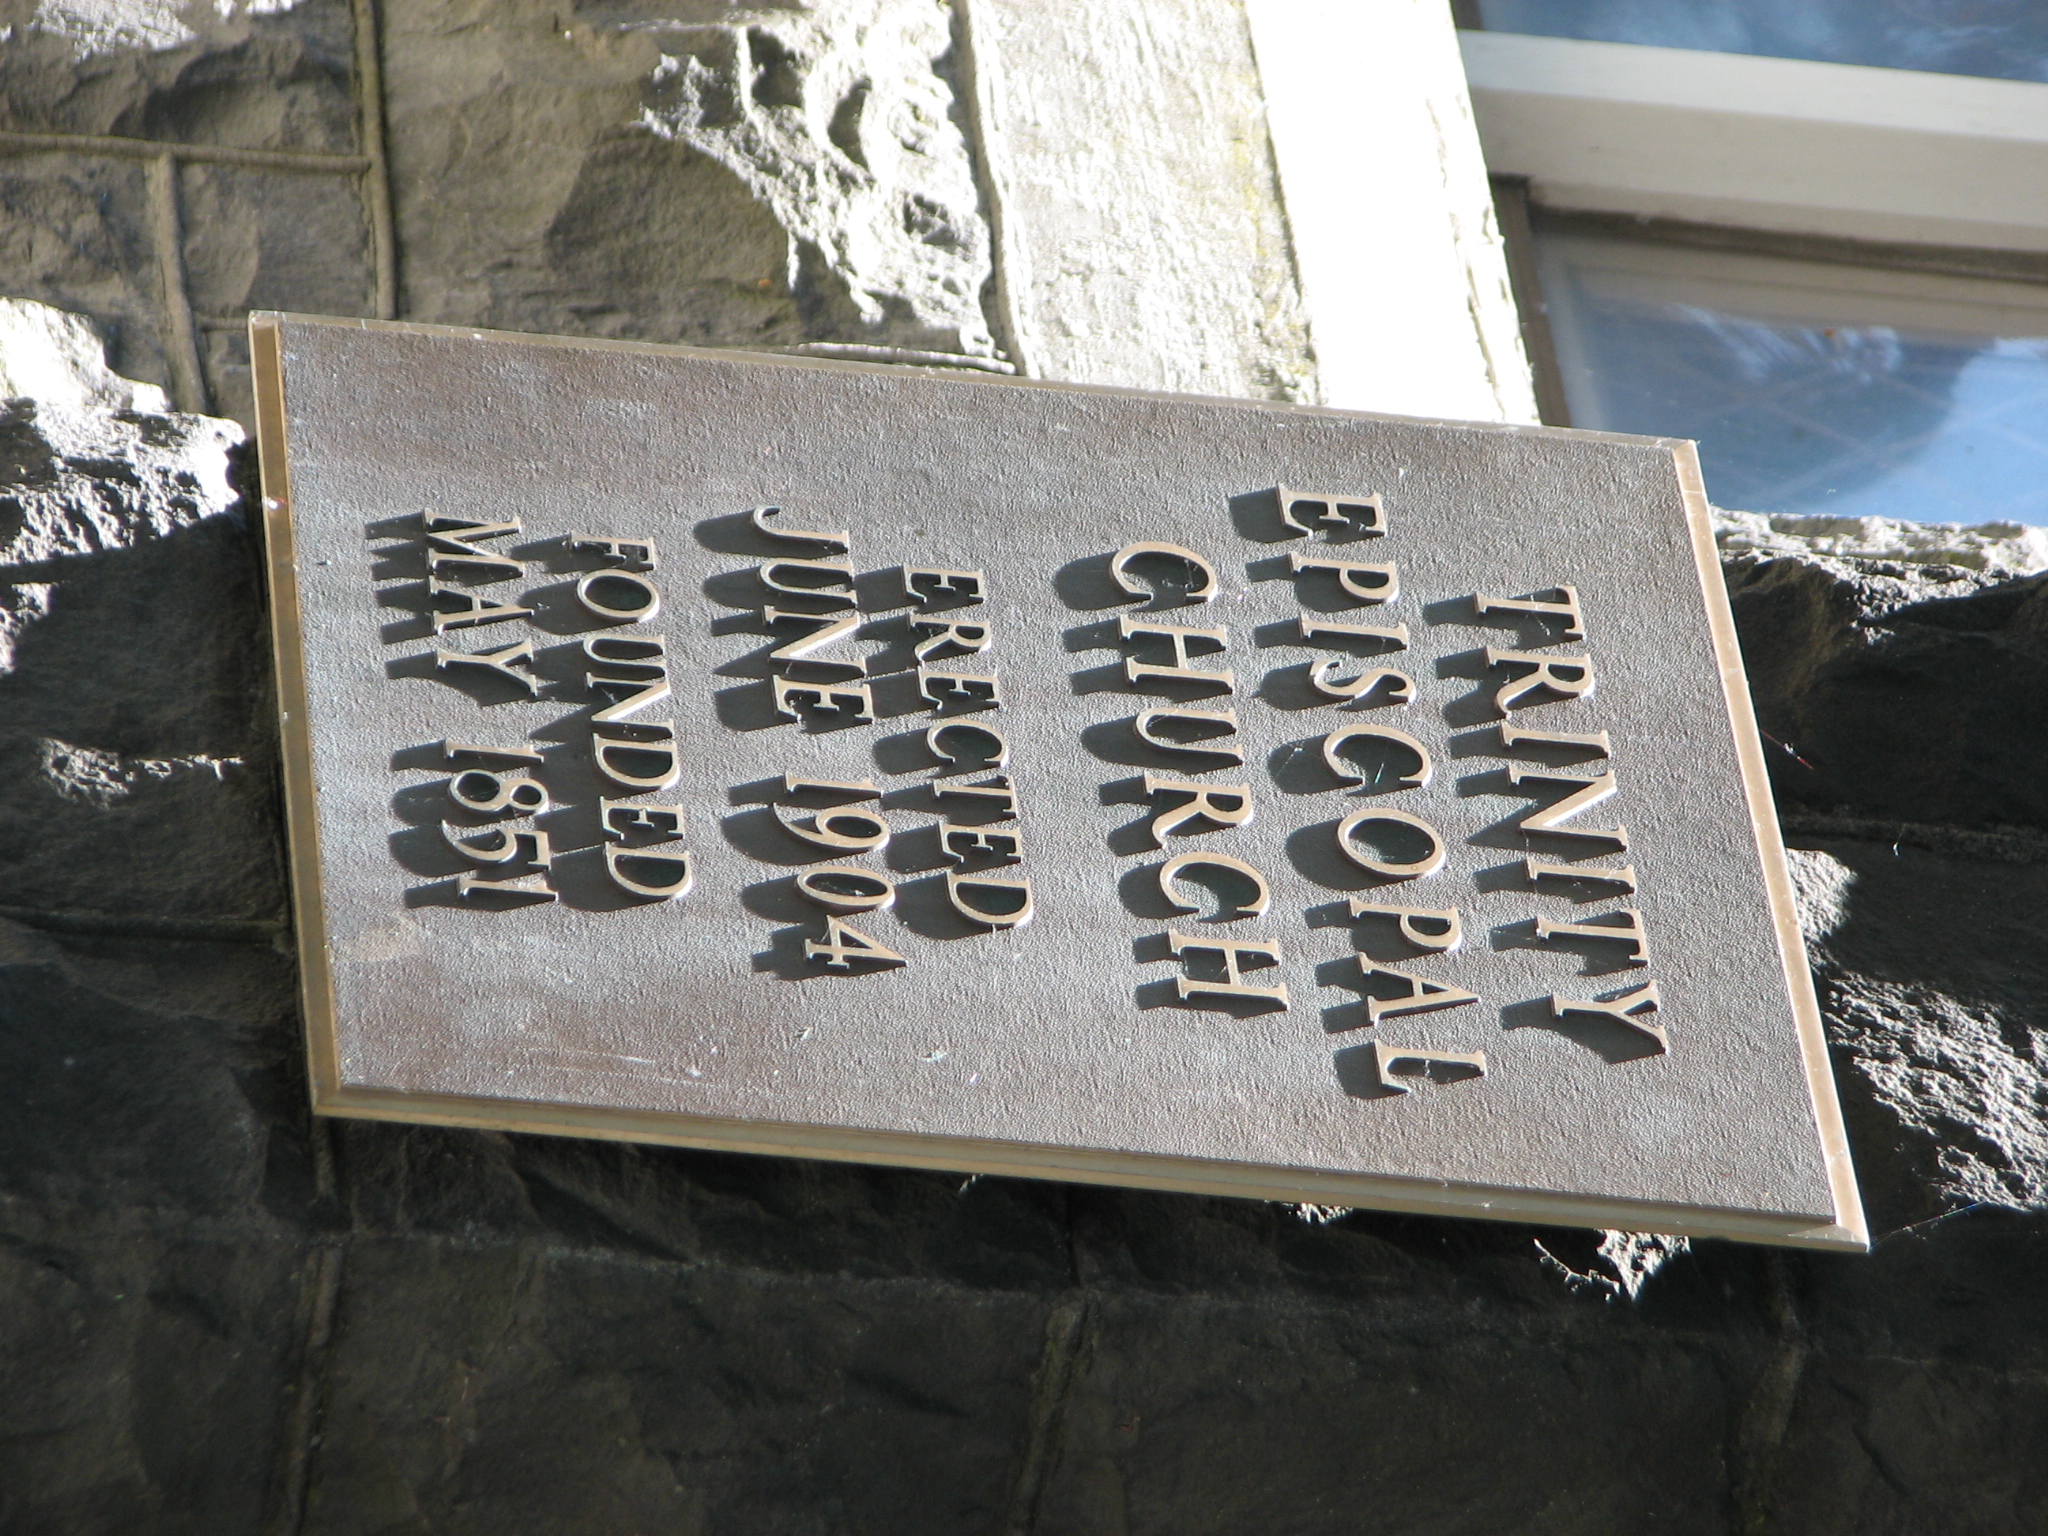 TRINITY
EPISCOPAL
CHURCH
ERECTED
JUNE 1904
FOUNDED
MAY 1851